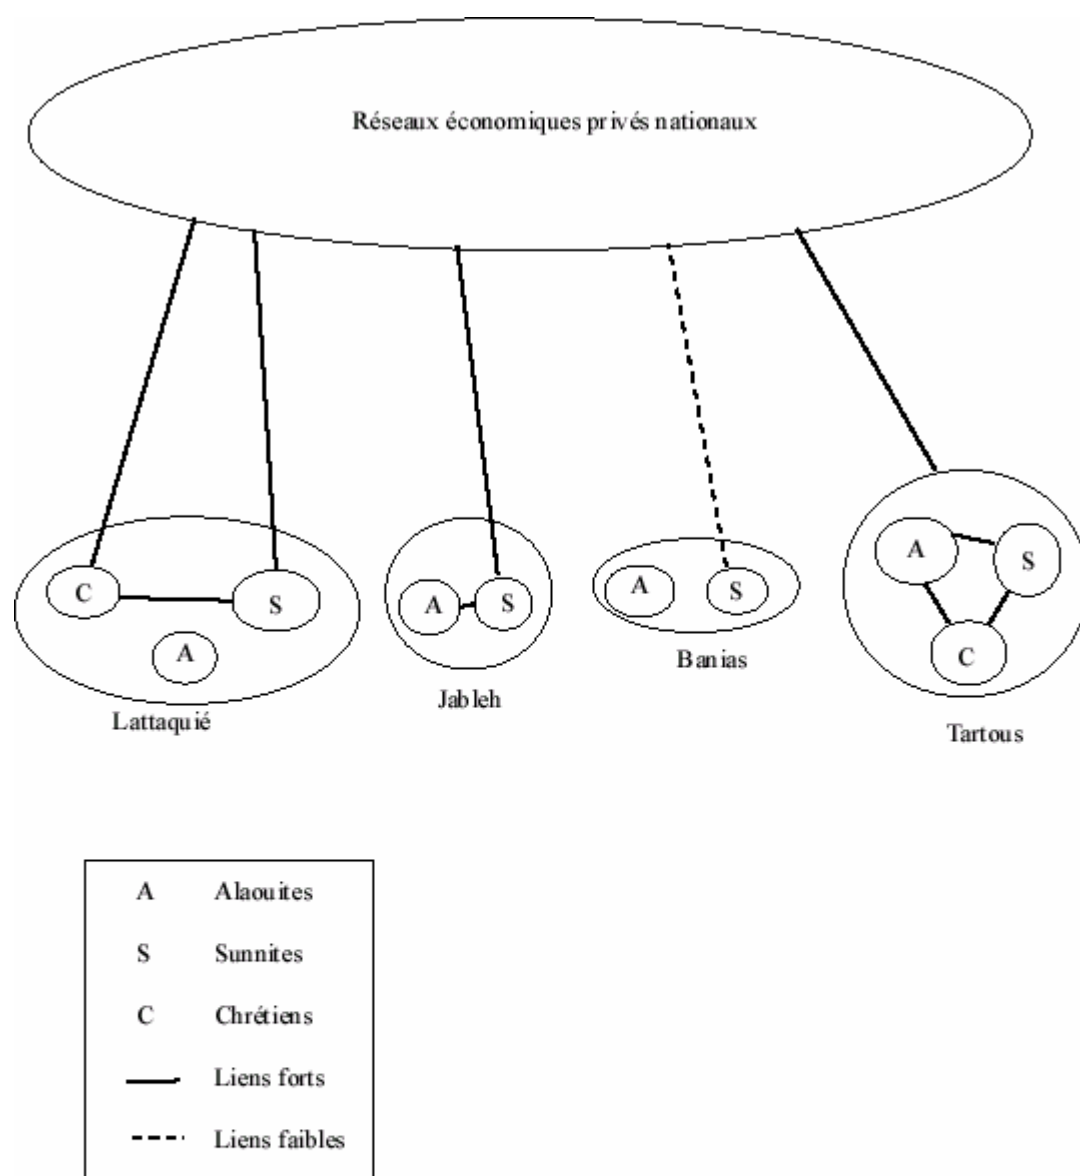 Réseaux économiques privés nationaux
C
S
A
Lattaquié
A
S
Jableh
A
S
Banias
A
S
C
Tartous
A Alaouites
S Sunnites
C Chrétiens
Liens forts
Liens faibles